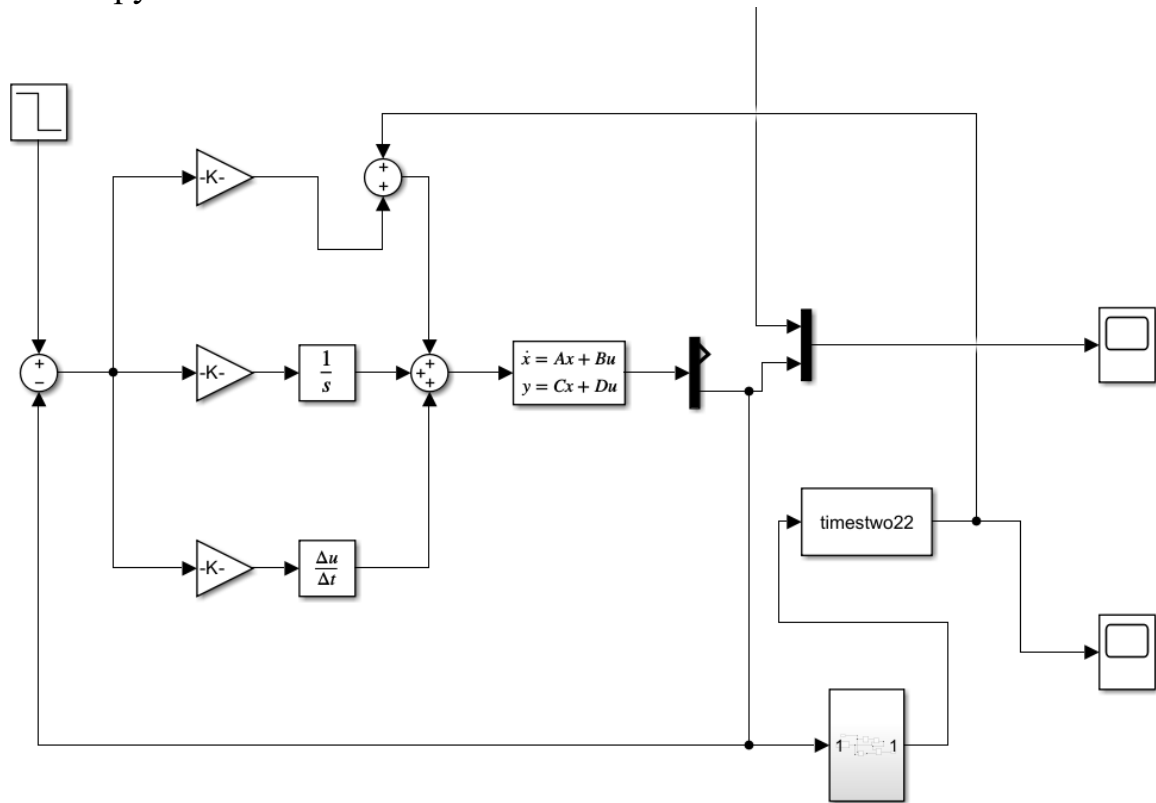 -K-
+
+
+
−
-K-
1
s
+
+
+
ẋ = Ax + Bu
y = Cx + Du
timestwo22
-K-
Δu
Δt
1
1